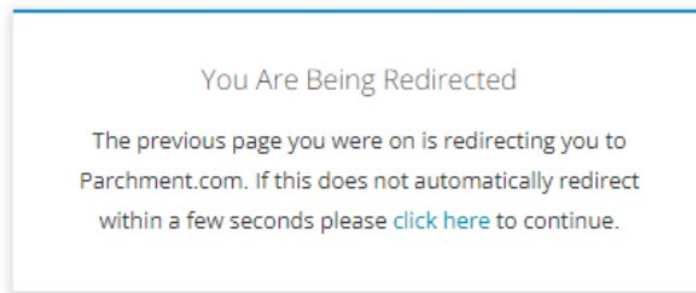 You Are Being Redirected
The previous page you were on is redirecting you to
Parchment.com. If this does not automatically redirect
within a few seconds please click here to continue.